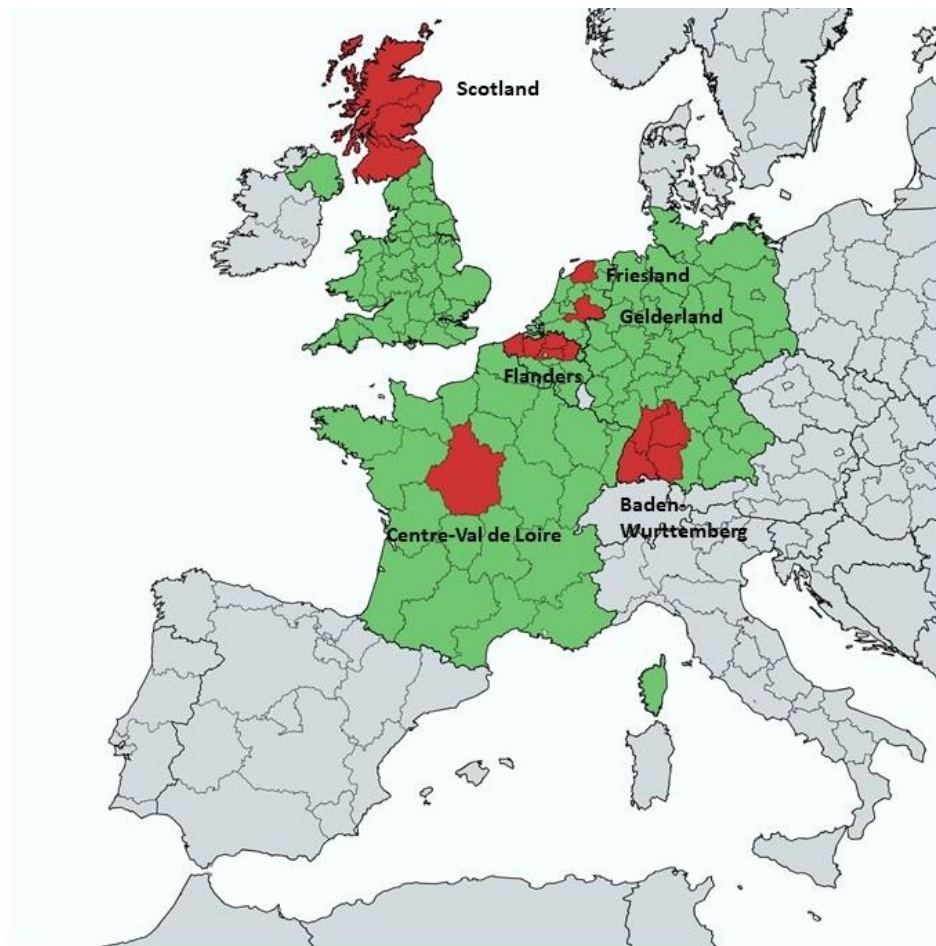 Scotland
Friesland
Gelderland
Flanders
Baden-
Wurttemberg
Centre-Val de Loire